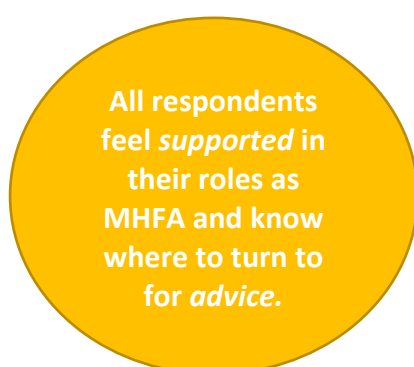 All respondents
feel supported in
their roles as
MHFA and know
where to turn to
for advice.